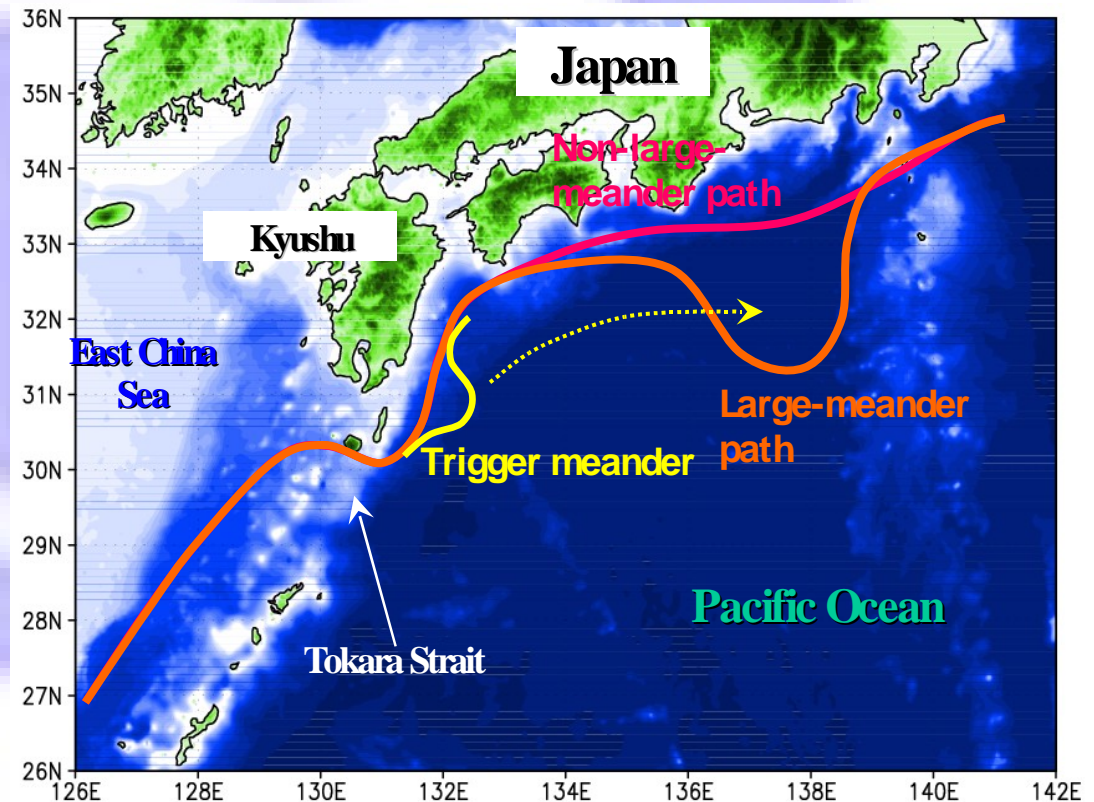 36N
Japan
35N
Non-large-
34N
meander path
Kyushu
33N
32N
East China
Sea
31N
Large-meander
path
Trigger meander
30N
29N
Pacific Ocean
28N
Tokara Strait
27N
26N
126E 128E 130E 132E 134E 136E 138E 140E 142E